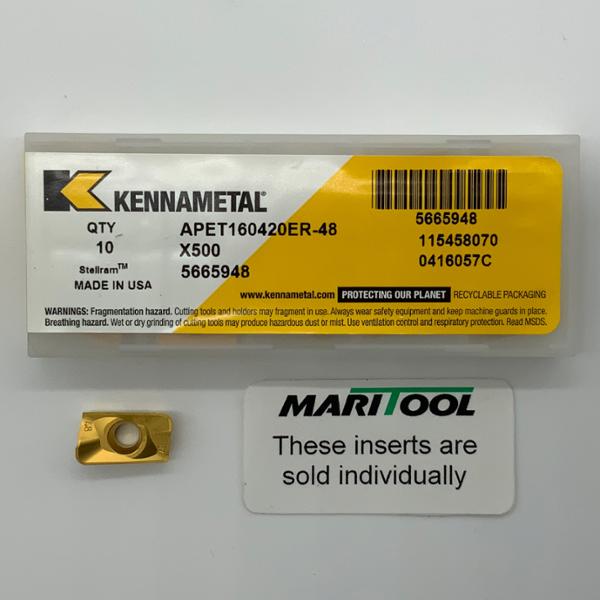 KENNAMETAL®
QTY
10
Stellram™
MADE IN USA
APET160420ER-48
X500
5665948
5665948
115458070
0416057C
www.kennametal.com PROTECTING OUR PLANET RECYCLABLE PACKAGING
WARNINGS: Fragmentation hazard. Cutting tools and holders may fragment in use. Always wear safety equipment and keep machine guards in place.
Breathing hazard. Wet or dry grinding of cutting tools may produce hazardous dust or mist. Use ventilation control and respiratory protection. Read MSDS.
48
MARITOOL
These inserts are
sold individually